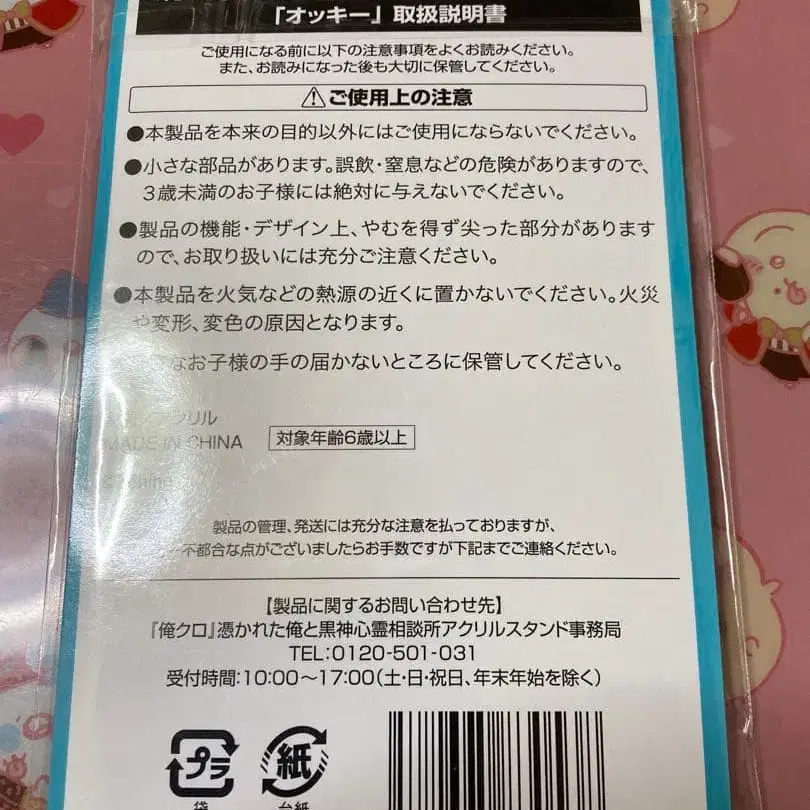 「オッキー」取扱説明書
ご使用になる前に以下の注意事項をよくお読みください。
また、お読みになった後も大切に保管してください。
⚠ご使用上の注意
●本製品を本来の目的以外にはご使用にならないでください。
●小さな部品があります。誤飲・窒息などの危険がありますので、
3歳未満のお子様には絶対に与えないでください。
●製品の機能・デザイン上、やむを得ず尖った部分があります
ので、お取り扱いには充分ご注意ください。
●本製品を火気などの熱源の近くに置かないでください。火災
や変形、変色の原因となります。
なお子様の手の届かないところに保管してください。
クリル
MADE IN CHINA
対象年齢6歳以上
製品の管理、発送には充分な注意を払っておりますが、
一不都合な点がございましたらお手数ですが下記までご連絡ください。
【製品に関するお問い合わせ先】
『俺クロ』憑かれた俺と黒神心霊相談所アクリルスタンド事務局
TEL:0120-501-031
受付時間:10:00〜17:00(土・日・祝日、年末年始を除く)
プラ
紙
袋
台紙